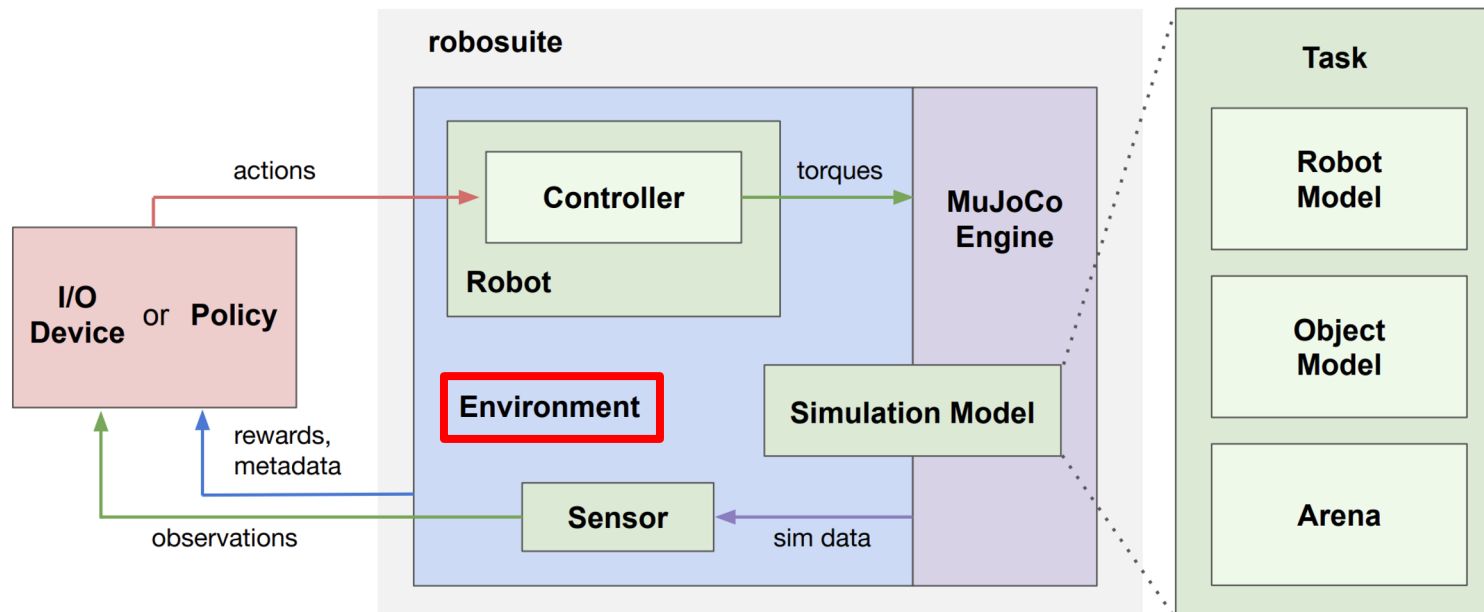 robosuite
Task
actions
Controller
torques
MuJoCo
Engine
Robot
Robot
Model
I/O
Device
or
Policy
Environment
Simulation Model
Object
Model
rewards,
metadata
Sensor
observations
sim data
Arena